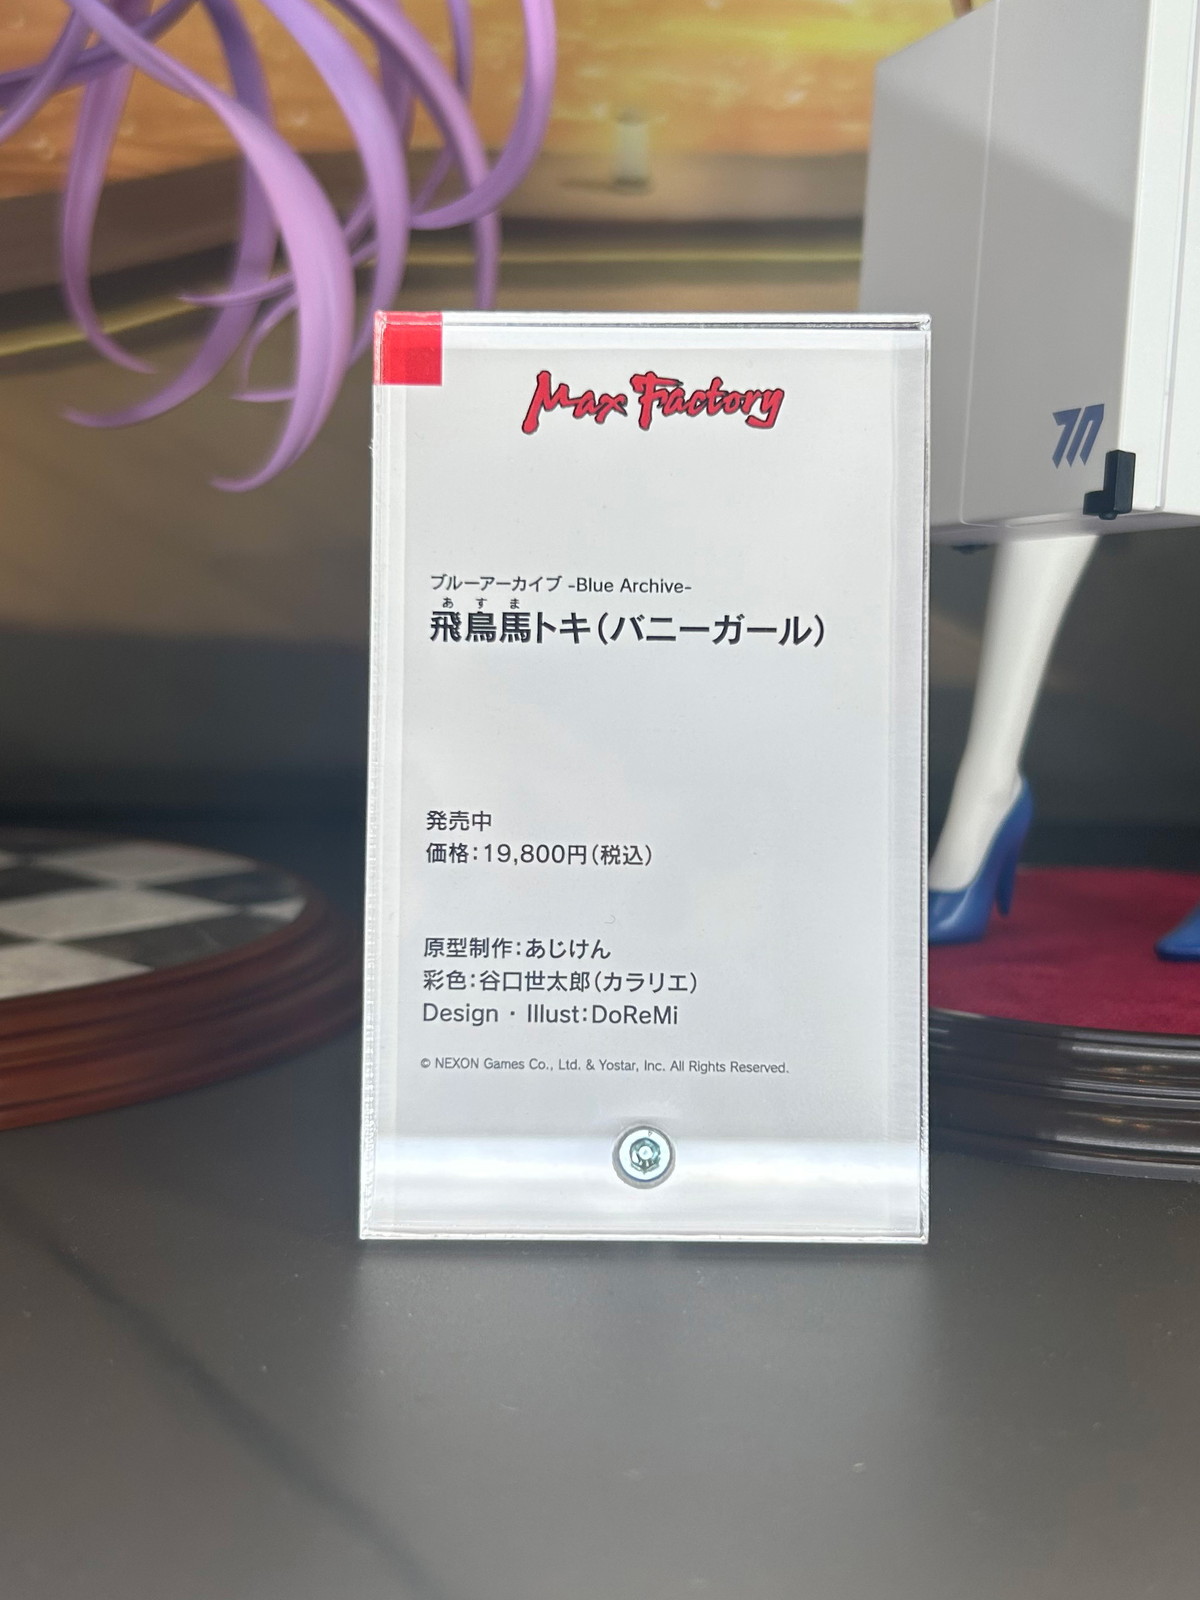 Max Factory
ブルーアーカイブ -Blue Archive-
あすま
飛鳥馬トキ(バニーガール)
発売中
価格:19,800円(税込)
原型制作:あじけん
彩色:谷口世太郎(カラリエ)
Design・Illust:DoReMi
© NEXON Games Co., Ltd. & Yostar, Inc. All Rights Reserved.